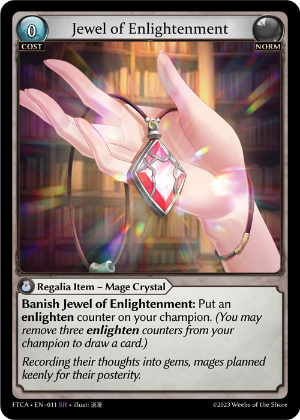 0
COST
Jewel of Enlightenment
NORM
Regalia Item – Mage Crystal
Banish Jewel of Enlightenment: Put an
enlighten counter on your champion. (You may
remove three enlighten counters from your
champion to draw a card.)
Recording their thoughts into gems, mages planned
keenly for their posterity.
FTCA • EN-011 SR • illust:
©2023 Weebs of the Shore